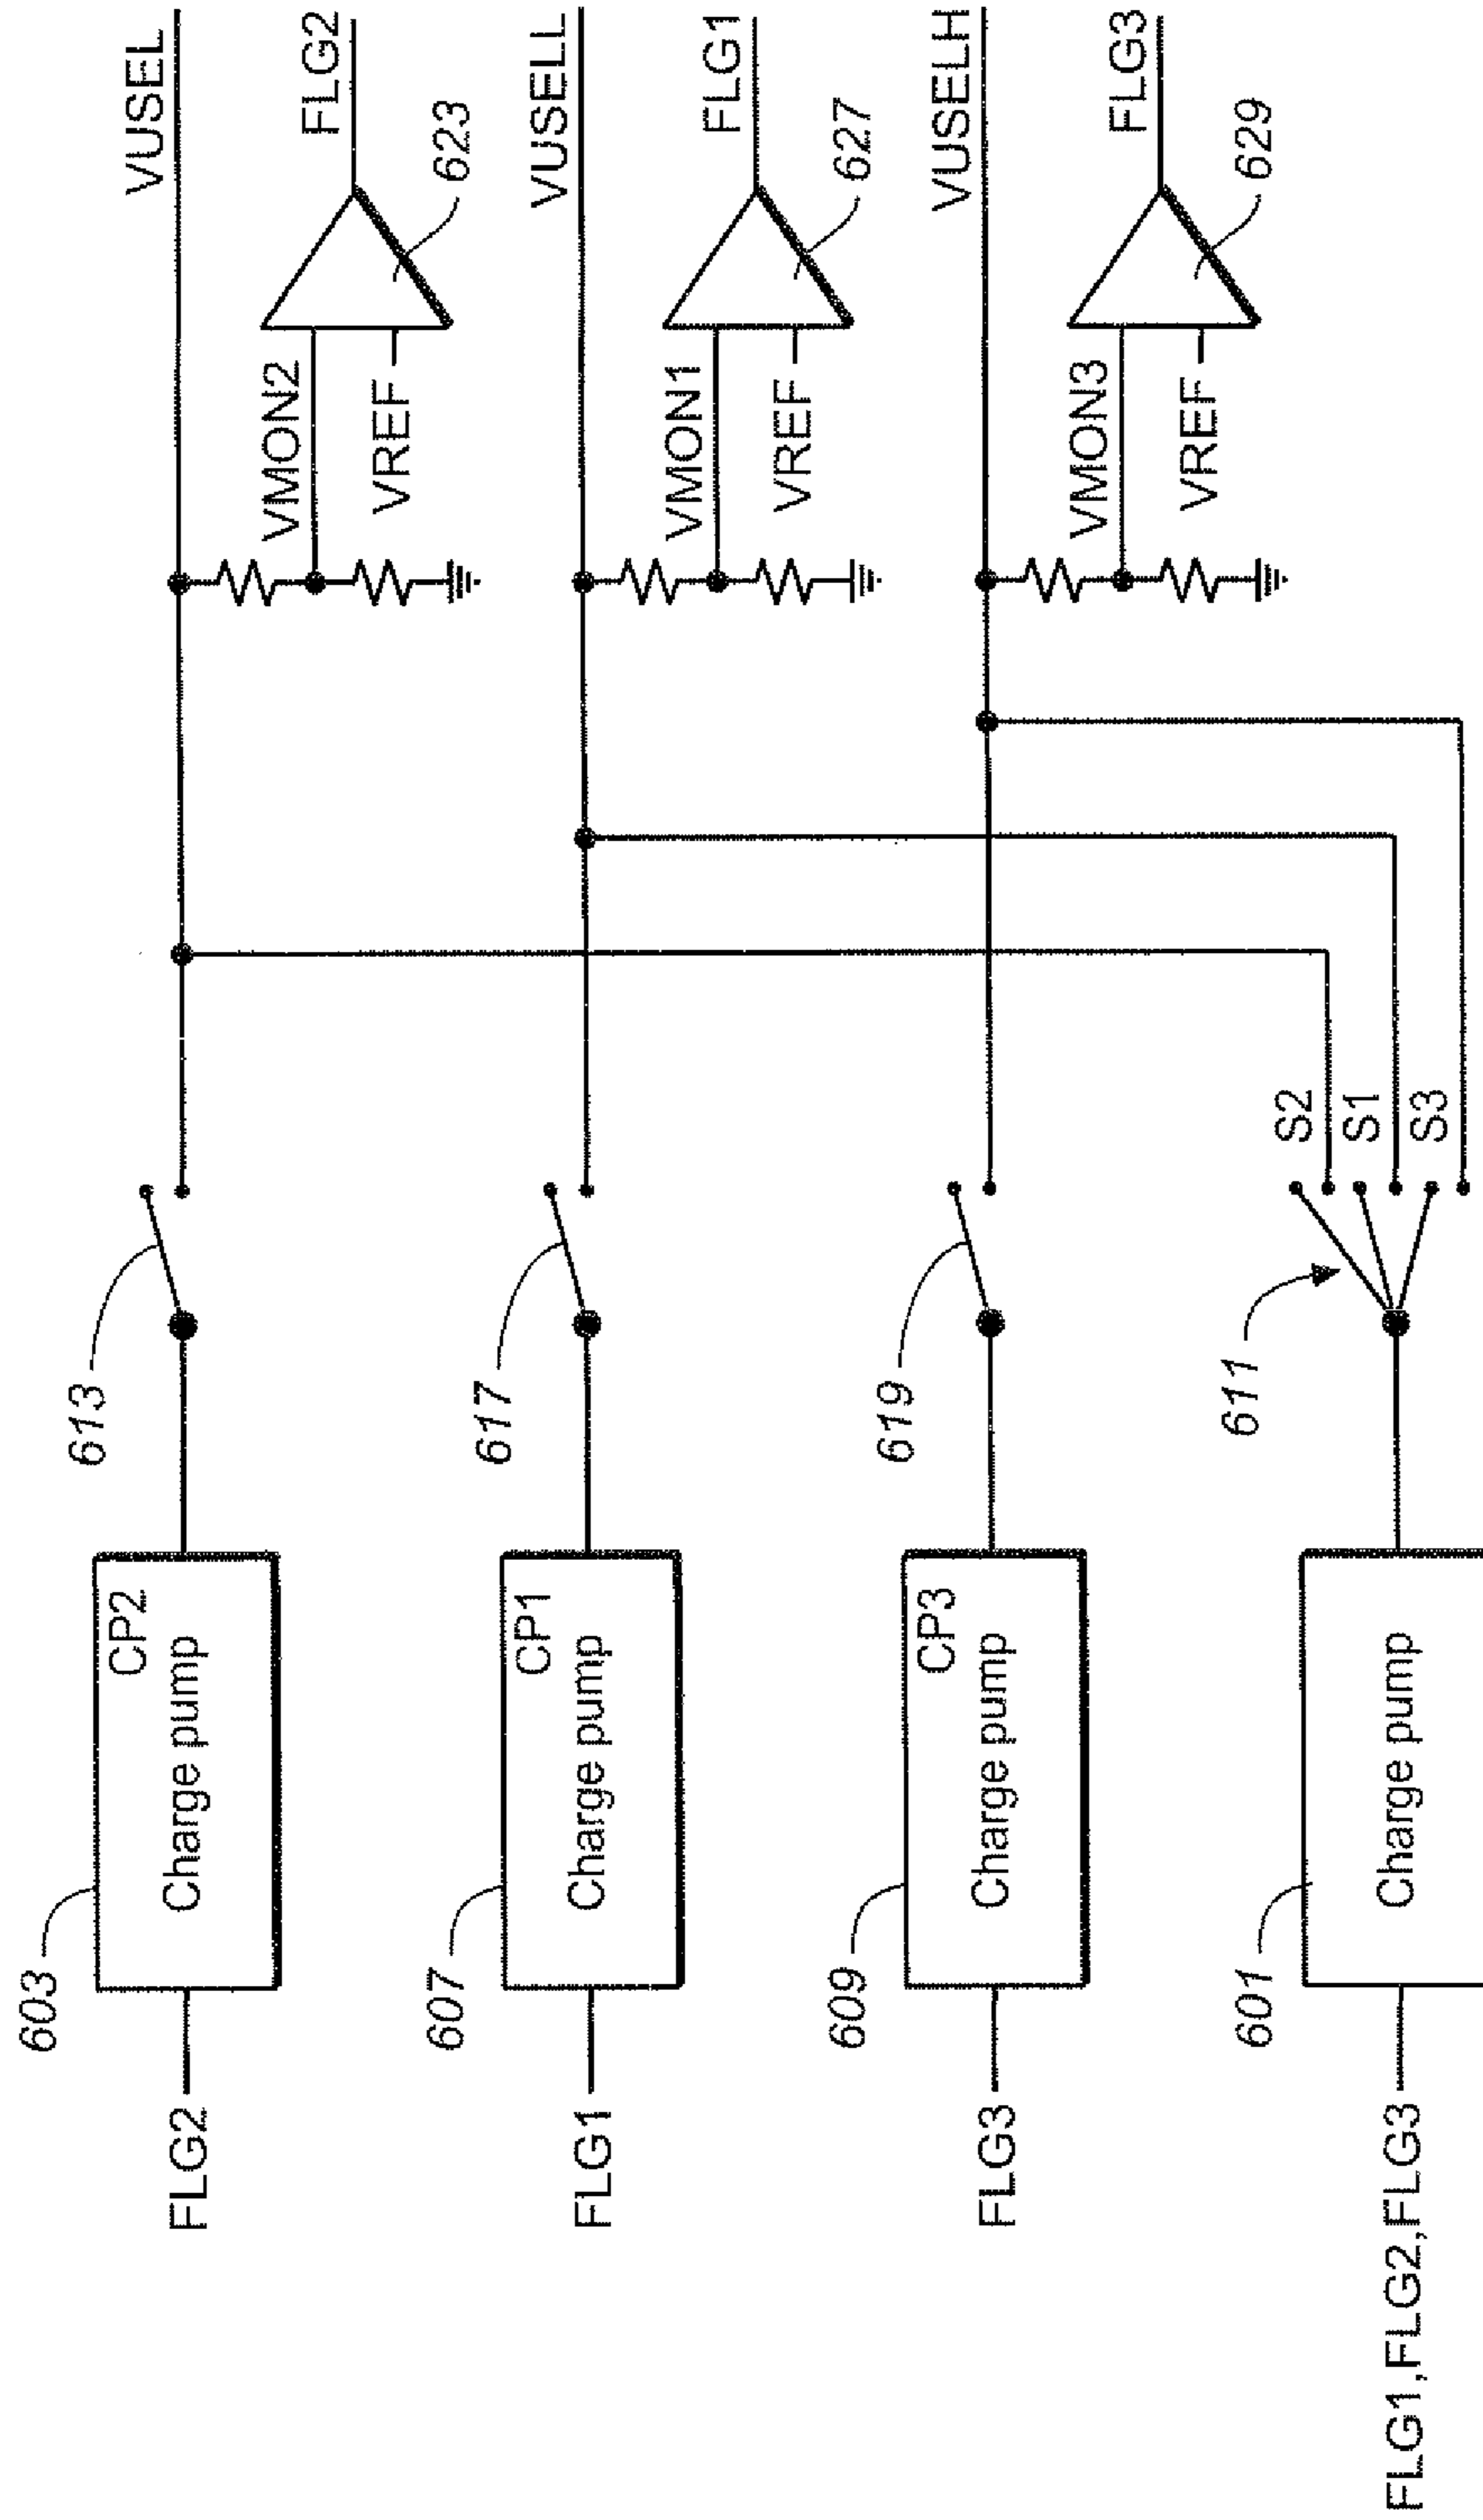 603
FLG2
CP2
Charge pump
613
VUSEL
VMON2
VREF
FLG2
623
607
FLG1
CP1
Charge pump
617
VUSELL
VMON1
VREF
FLG1
627
609
FLG3
CP3
Charge pump
619
VUSELH
VMON3
VREF
FLG3
629
601
FLG1,FLG2,FLG3
Charge pump
611
S2
S1
S3